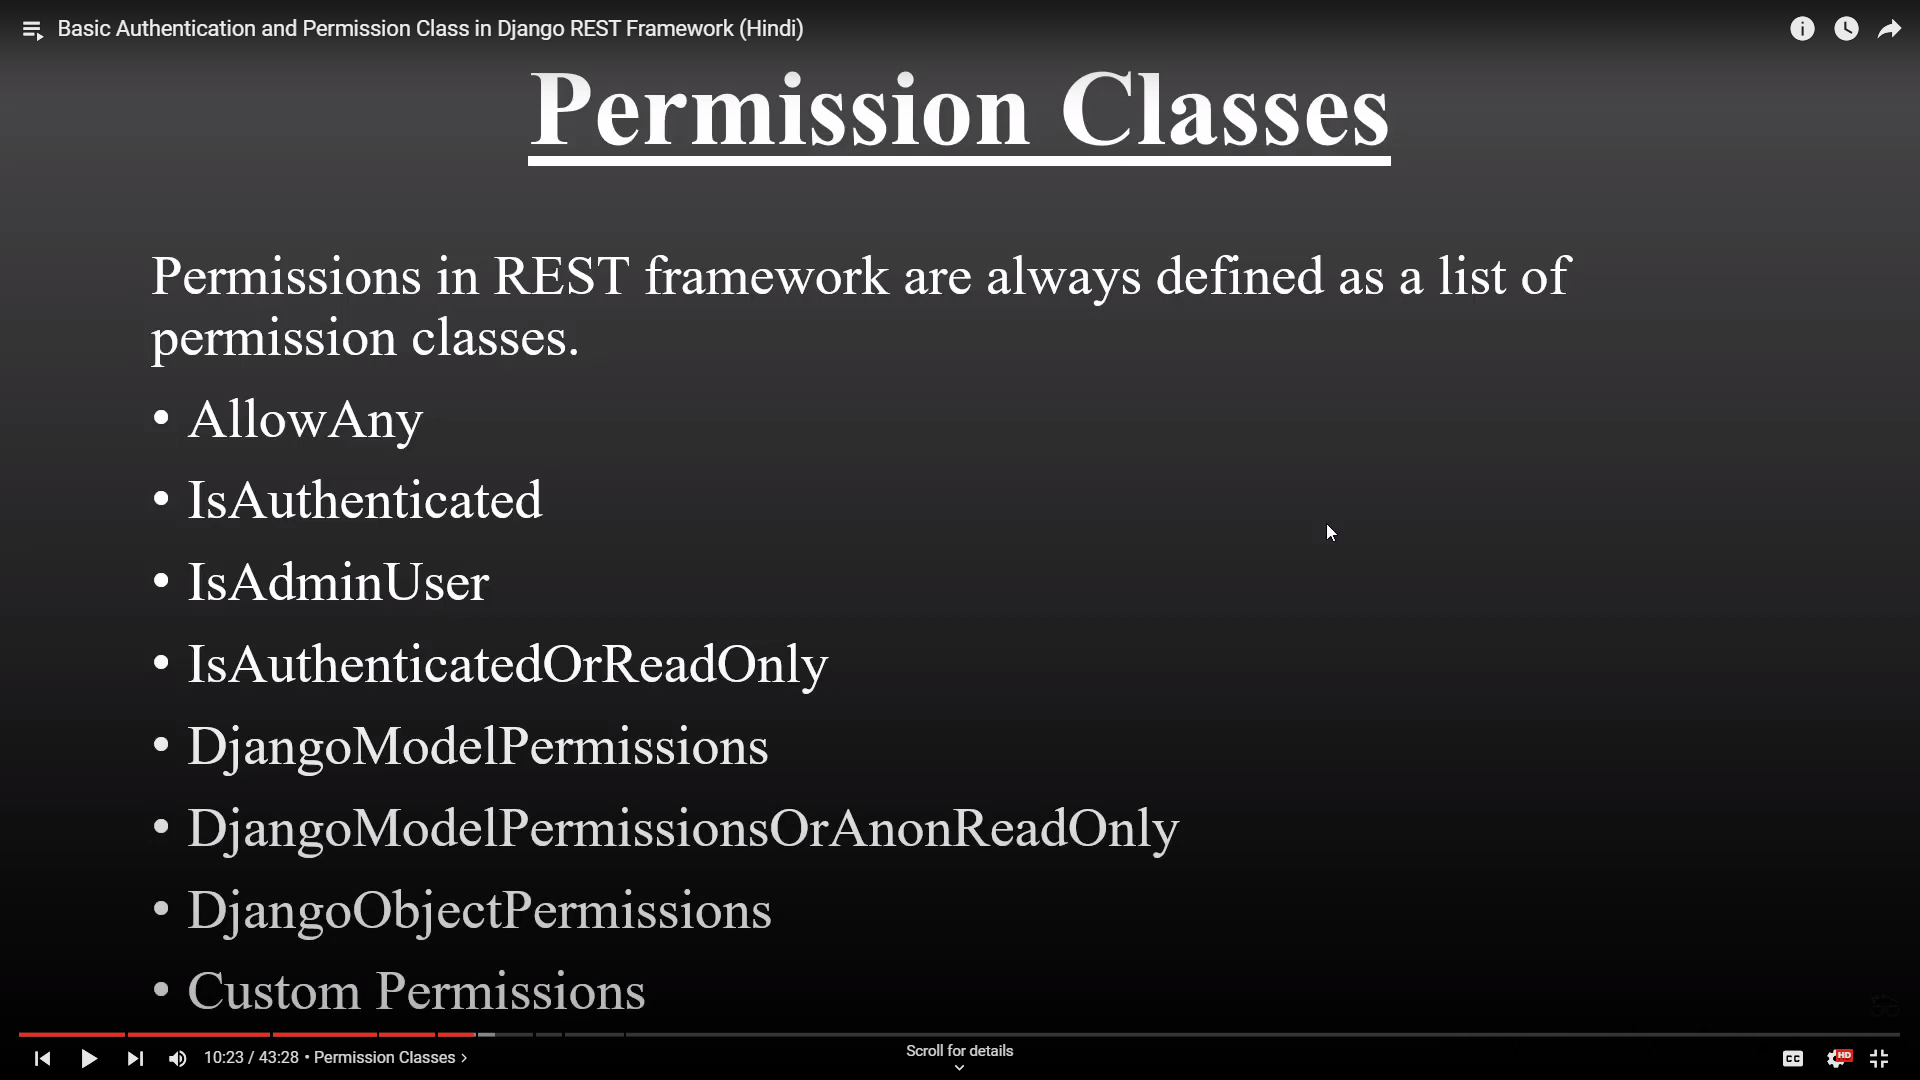 Basic Authentication and Permission Class in Django REST Framework (Hindi)
Permission Classes
Permissions in REST framework are always defined as a list of
permission classes.
• AllowAny
• IsAuthenticated
• IsAdminUser
• IsAuthenticatedOrReadOnly
• DjangoModelPermissions
• DjangoModelPermissionsOrAnonReadOnly
• DjangoObjectPermissions
• Custom Permissions
10:23 / 43:28 • Permission Classes >
Scroll for details
CC
HD